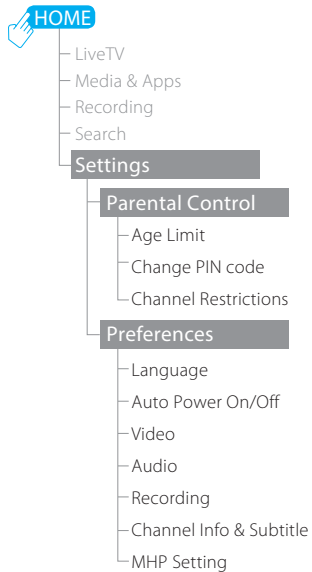 HOME
LiveTV
Media & Apps
Recording
Search
Settings
Parental Control
Age Limit
Change PIN code
Channel Restrictions
Preferences
Language
Auto Power On/Off
Video
Audio
Recording
Channel Info & Subtitle
MHP Setting